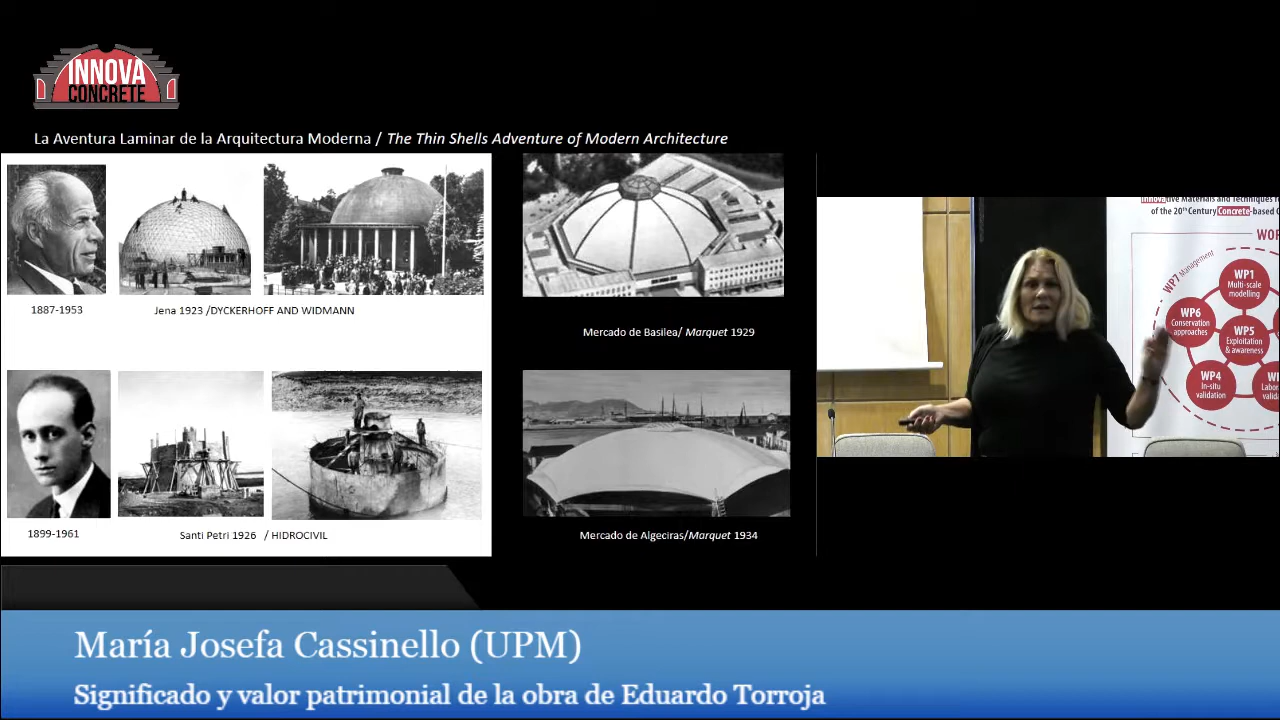 INNOVA
CONCRETE
La Aventura Laminar de la Arquitectura Moderna / The Thin Shells Adventure of Modern Architecture
1887-1953
Jena 1923 /DYCKERHOFF AND WIDMANN
Mercado de Basilea/ Marquet 1929
1899-1961
Santi Petri 1926 / HIDROCIVIL
Mercado de Algeciras/Marquet 1934
Innovative Materials and Techniques
of the 20th Century Concrete-based
WP7 Management
WP1
Multi-scale
modelling
WP6
Conservation
approaches
WP5
Exploitation
& awareness
WP4
In-situ
validation
María Josefa Cassinello (UPM)
Significado y valor patrimonial de la obra de Eduardo Torroja